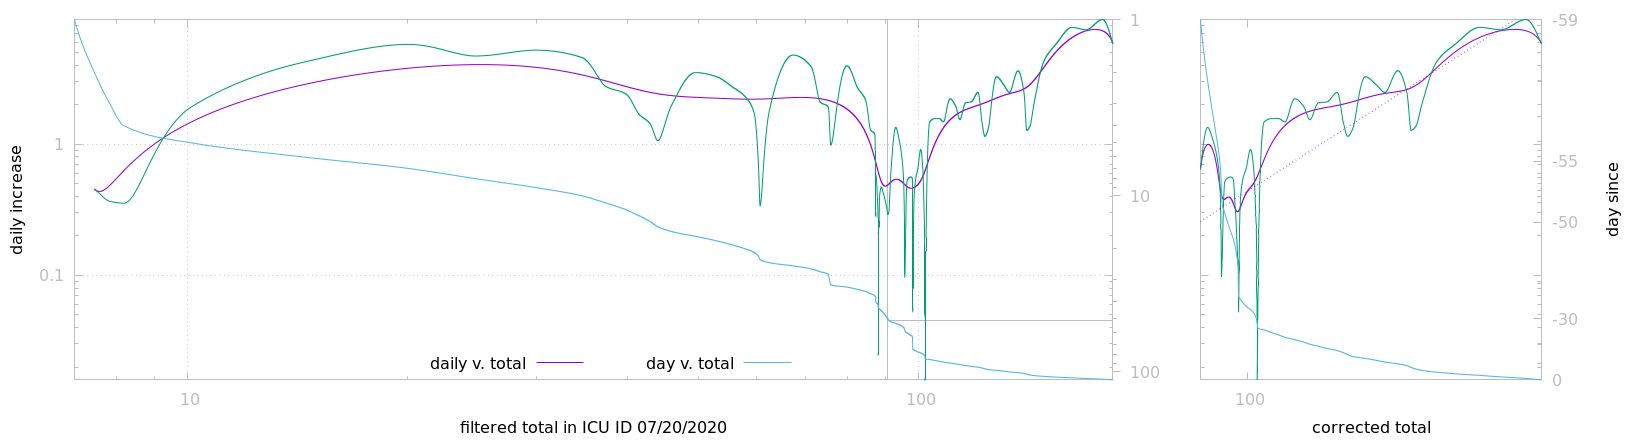 daily increase
1
0.1
10
100
1
10
100
daily v. total
day v. total
filtered total in ICU ID 07/20/2020
-59
-55
-50
-30
0
100
day since
corrected total